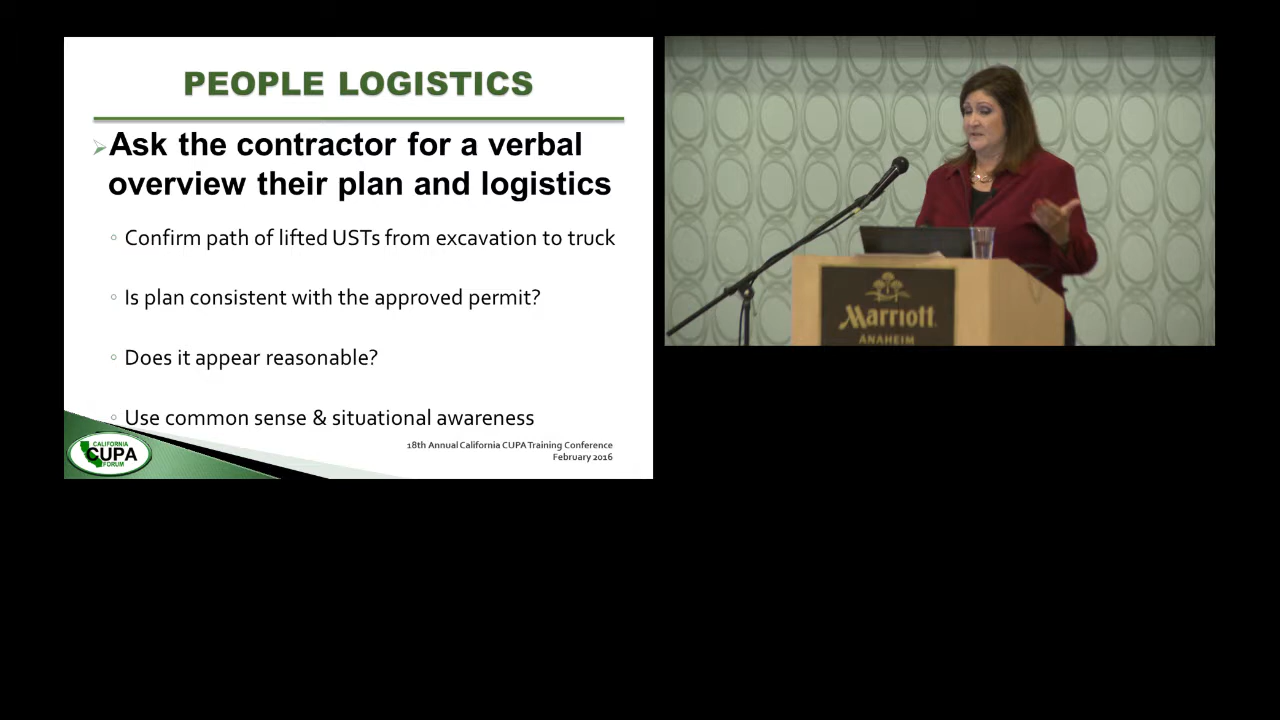 PEOPLE LOGISTICS
Ask the contractor for a verbal
overview their plan and logistics
Confirm path of lifted USTs from excavation to truck
Is plan consistent with the approved permit?
Does it appear reasonable?
Use common sense & situational awareness
18th Annual California CUPA Training Conference
February 2016
CALIFORNIA
CUPA
FORUM
Marriott
ANAHEIM